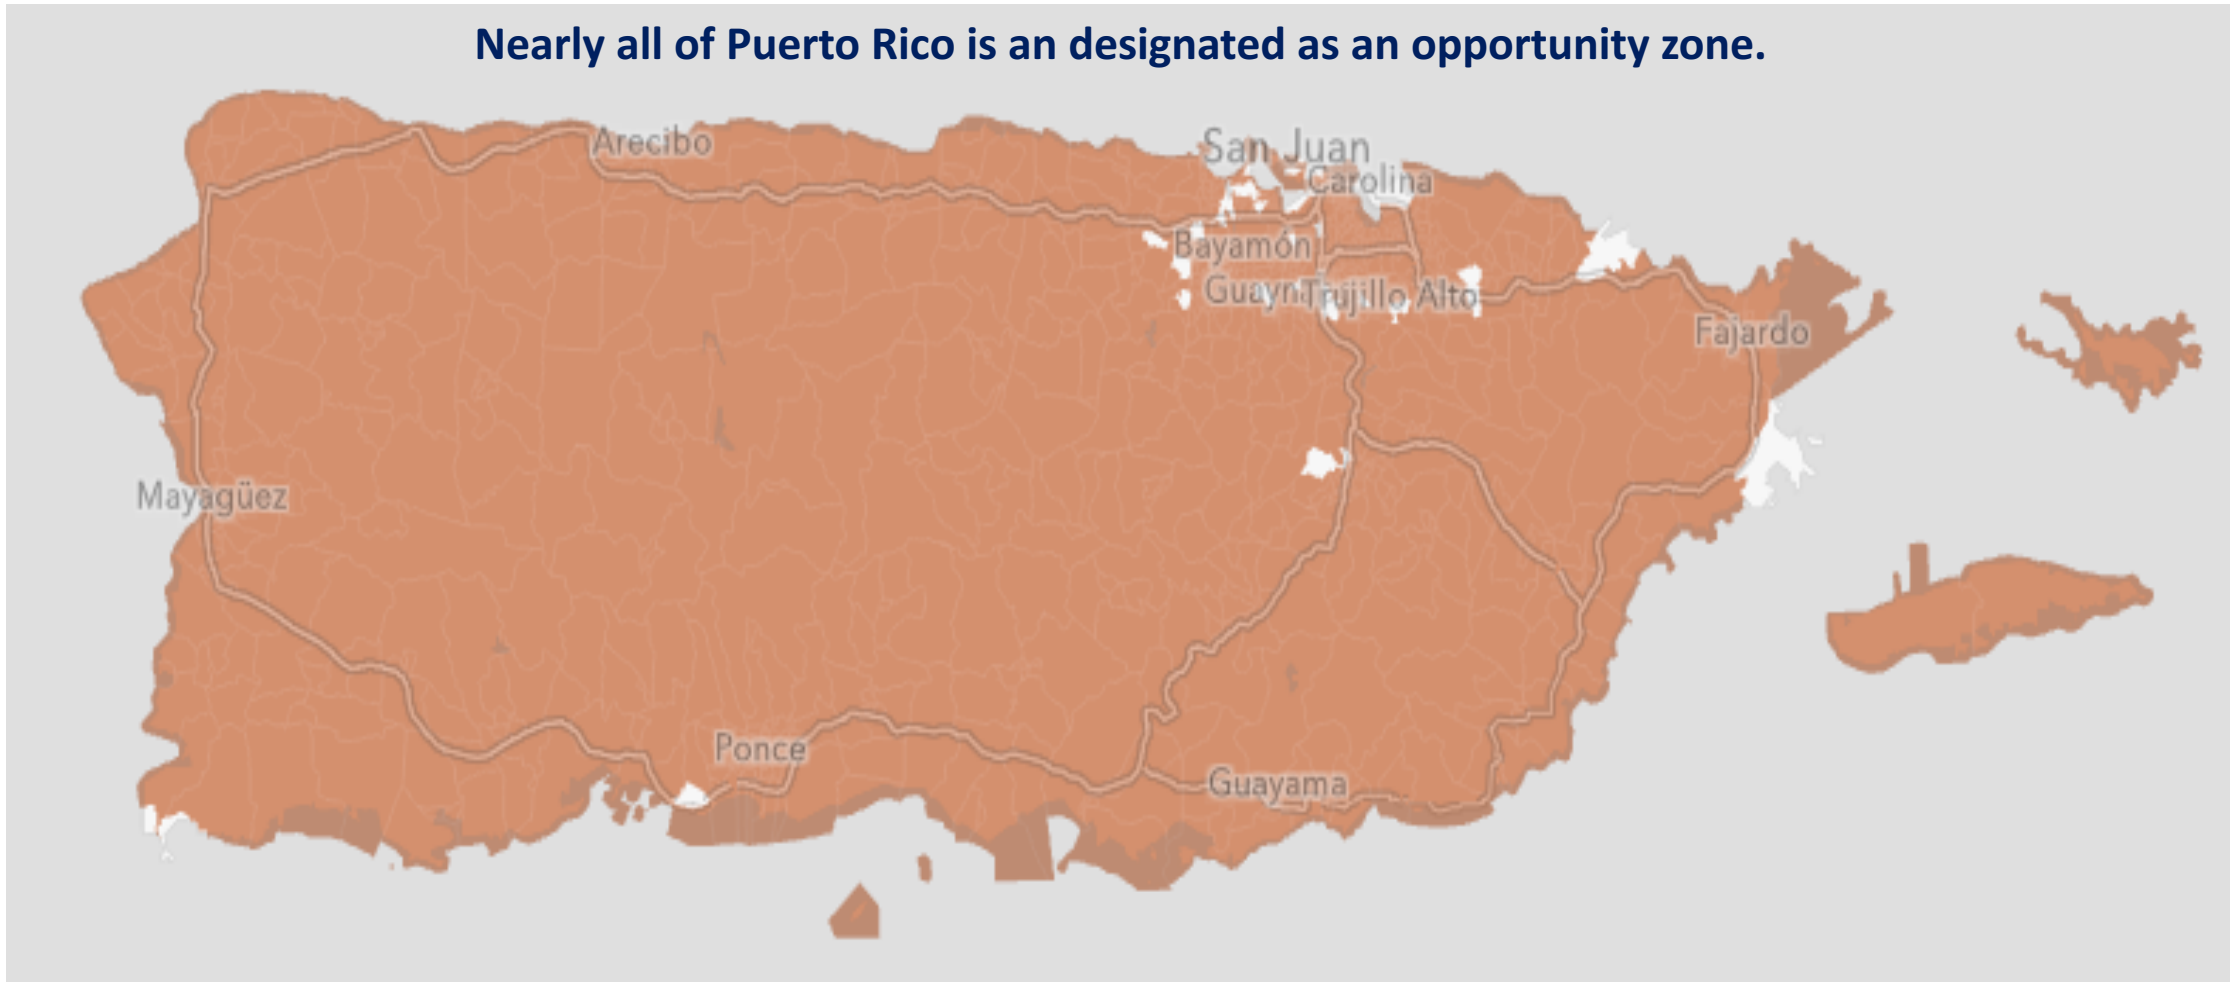 Nearly all of Puerto Rico is an designated as an opportunity zone.
Arecibo
San Juan
Carolina
Bayamón
Guayn
Trujillo Alto
Fajardo
Mayagüez
Ponce
Guayama